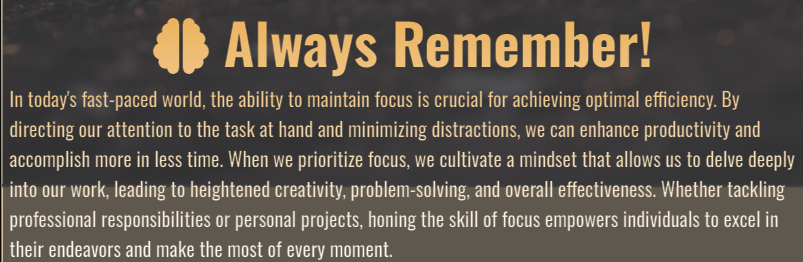 Always Remember!
In today's fast-paced world, the ability to maintain focus is crucial for achieving optimal efficiency. By
directing our attention to the task at hand and minimizing distractions, we can enhance productivity and
accomplish more in less time. When we prioritize focus, we cultivate a mindset that allows us to delve deeply
into our work, leading to heightened creativity, problem-solving, and overall effectiveness. Whether tackling
professional responsibilities or personal projects, honing the skill of focus empowers individuals to excel in
their endeavors and make the most of every moment.